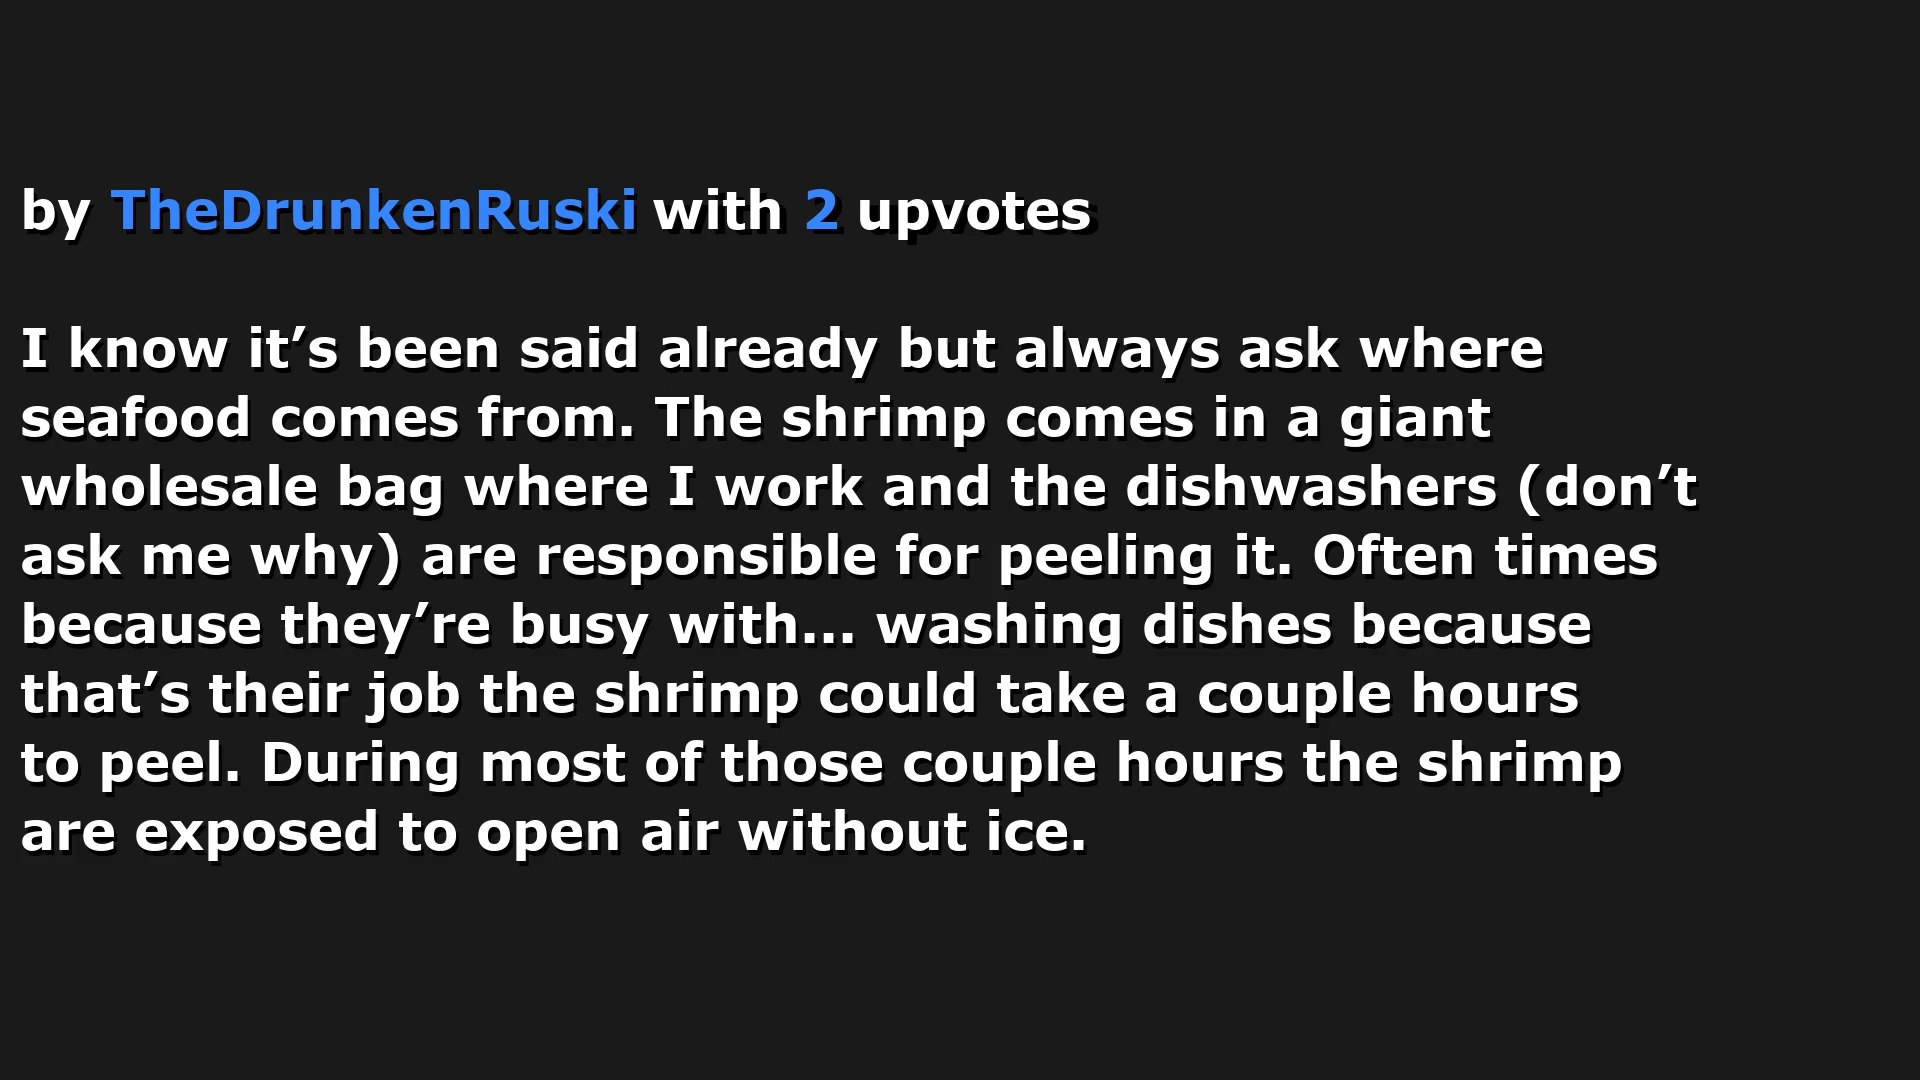 by TheDrunkenRuski with 2 upvotes
I know it’s been said already but always ask where
seafood comes from. The shrimp comes in a giant
wholesale bag where I work and the dishwashers (don’t
ask me why) are responsible for peeling it. Often times
because they’re busy with... washing dishes because
that’s their job the shrimp could take a couple hours
to peel. During most of those couple hours the shrimp
are exposed to open air without ice.